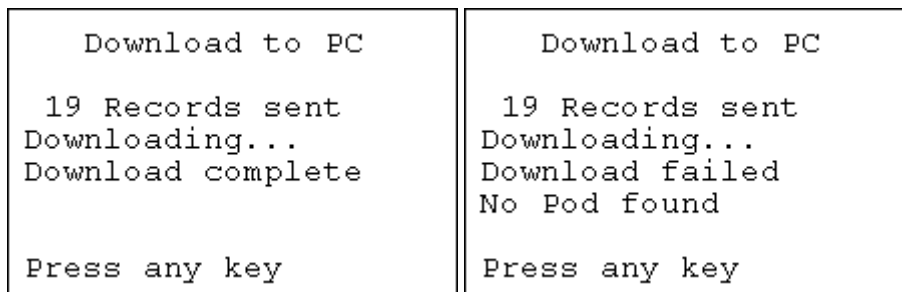 Download to PC
19 Records sent
Downloading...
Download complete
Press any key
Download to PC
19 Records sent
Downloading...
Download failed
No Pod found
Press any key